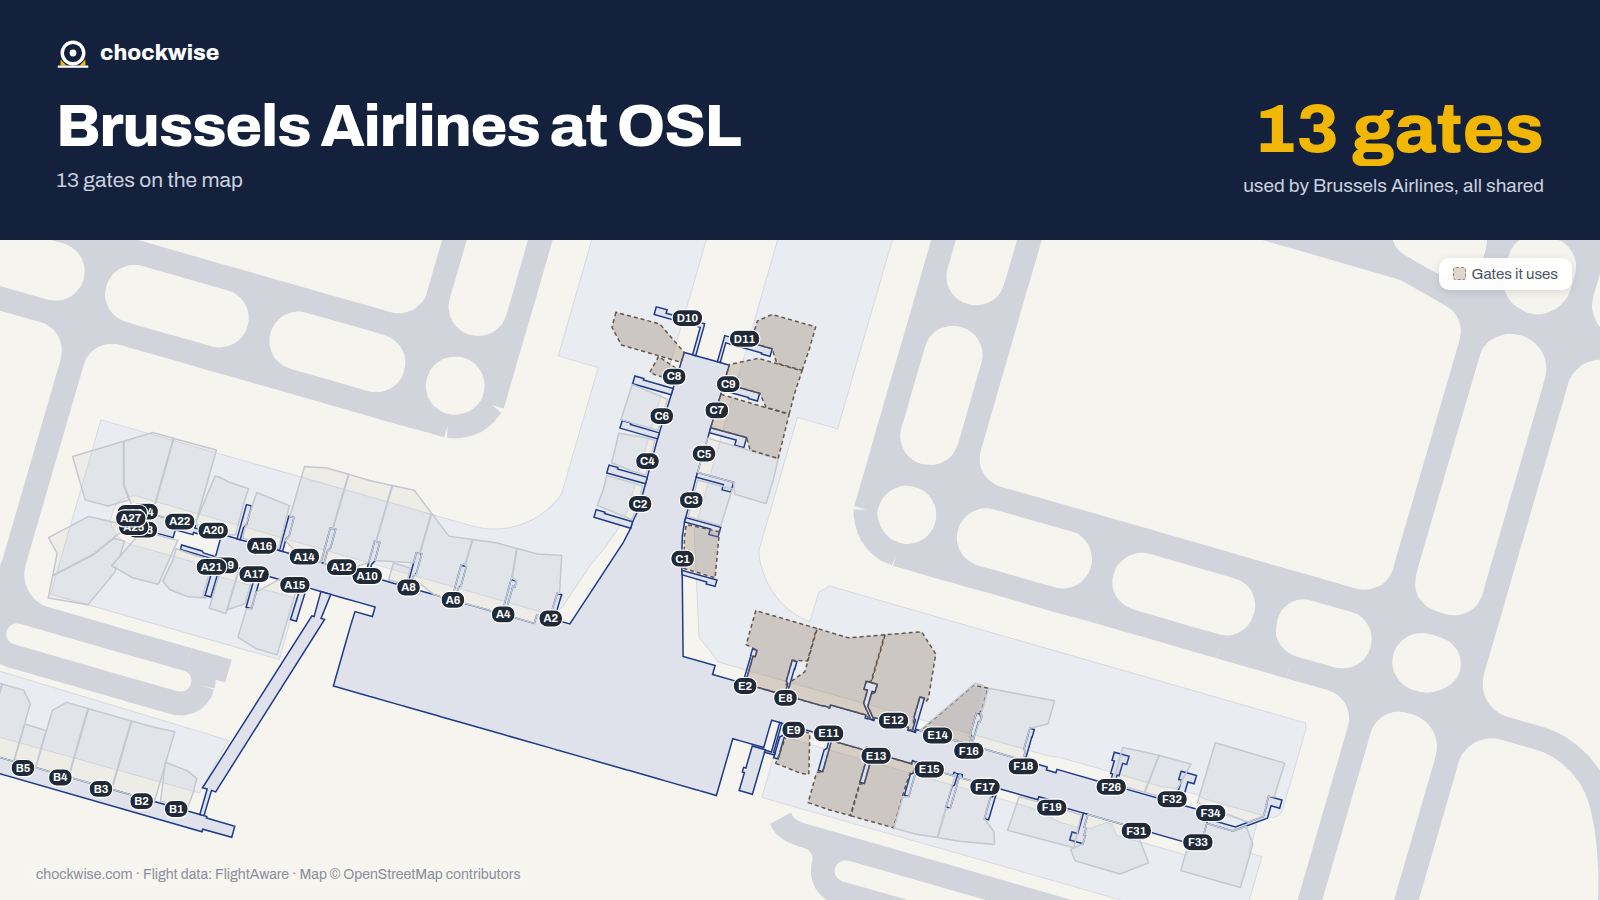 chockwise
Brussels Airlines at OSL
13 gates on the map
13 gates
used by Brussels Airlines, all shared
Gates it uses
D10
D11
C8
C9
C6
C7
C4
C5
C2
C3
C1
A27
A22
A20
A16
A21
A17
A14
A15
A12
A10
A8
A6
A4
A2
E2
E8
E9
E11
E12
E13
E14
E15
F16
F17
F18
F19
F26
F31
F32
F34
F33
B5
B4
B3
B2
B1
chockwise.com · Flight data: FlightAware · Map © OpenStreetMap contributors